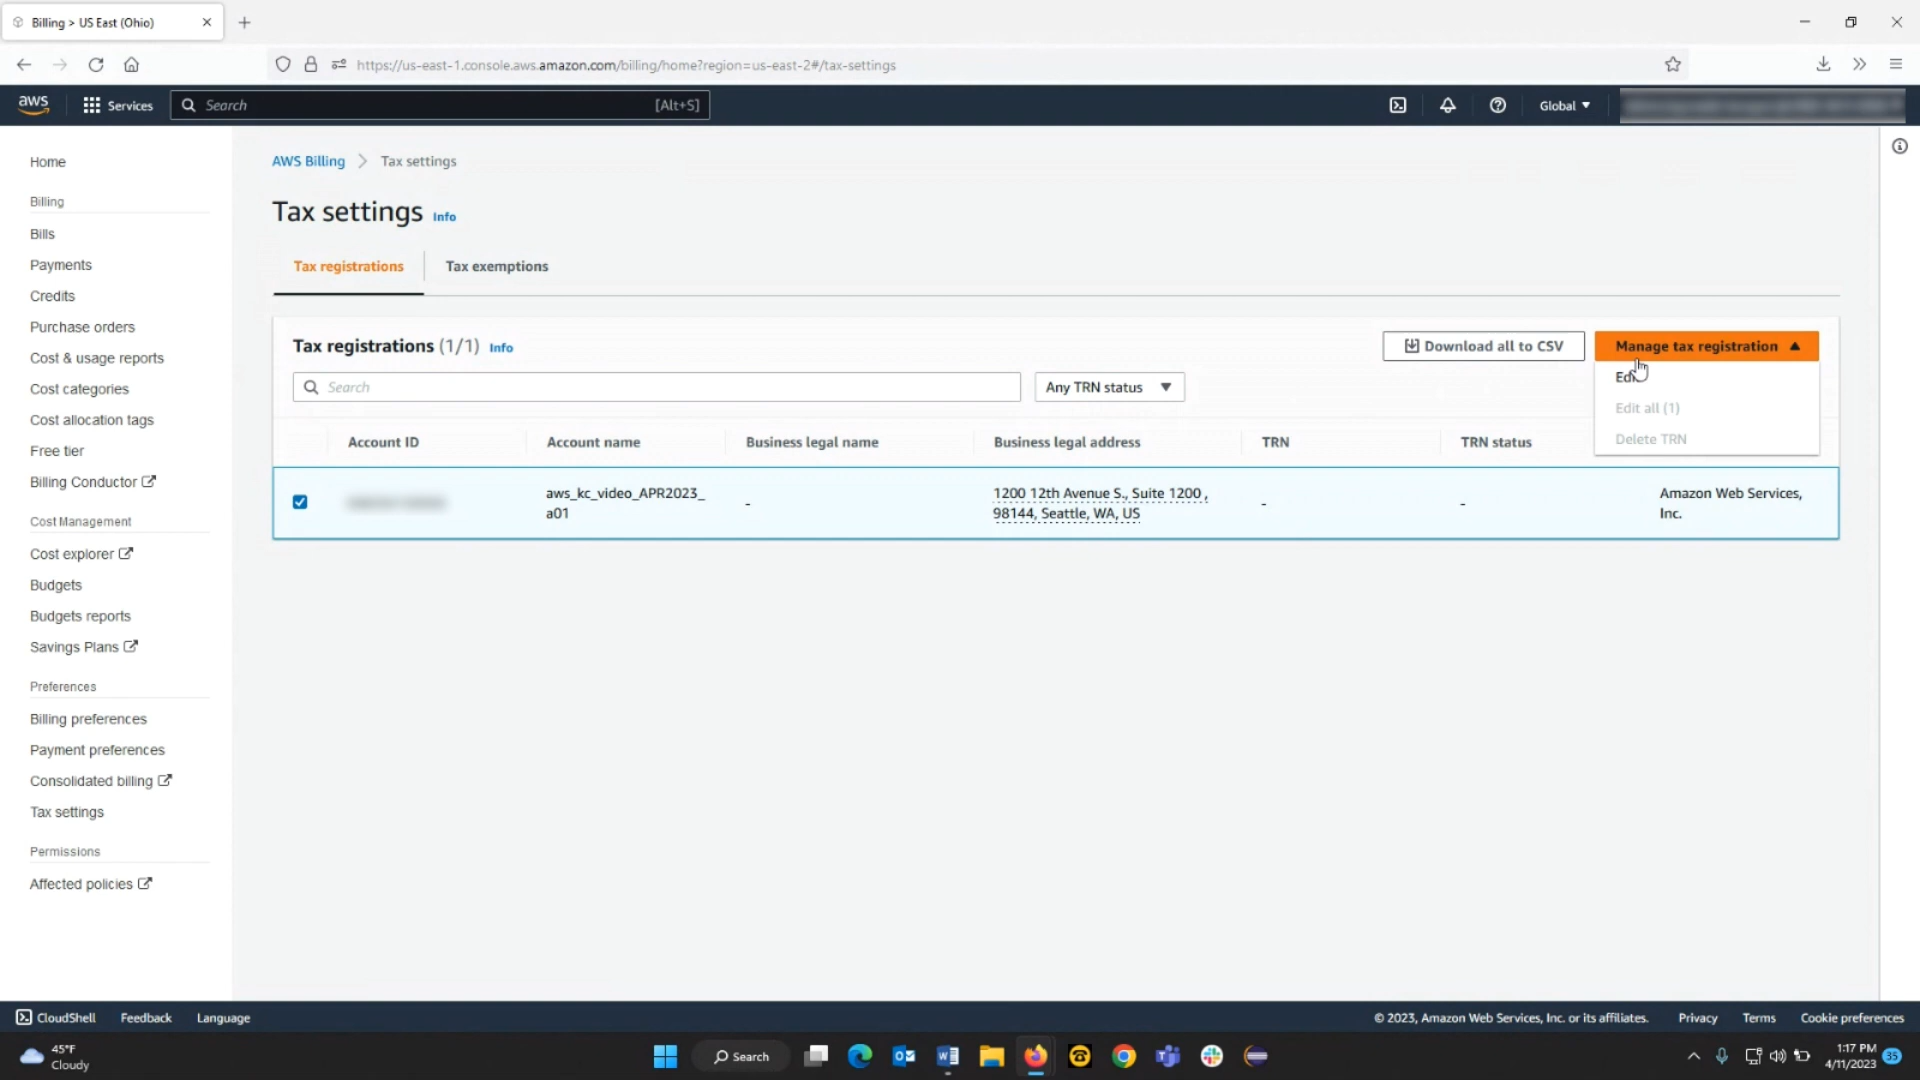 Billing > US East (Ohio)
https://us-east-1.console.aws.amazon.com/billing/home?region=us-east-2#/tax-settings
aws
Services
Search
[Alt+S]
Global
Home
Billing
Bills
Payments
Credits
Purchase orders
Cost & usage reports
Cost categories
Cost allocation tags
Free tier
Billing Conductor
Cost Management
Cost explorer
Budgets
Budgets reports
Savings Plans
Preferences
Billing preferences
Payment preferences
Consolidated billing
Tax settings
Permissions
Affected policies
AWS Billing
Tax settings
Tax settings Info
Tax registrations
Tax exemptions
Tax registrations (1/1) Info
Download all to CSV
Manage tax registration
Edit
Edit all (1)
Delete TRN
Search
Any TRN status
Account ID
Account name
Business legal name
Business legal address
TRN
TRN status
aws_kc_video_APR2023_
a01
-
1200 12th Avenue S., Suite 1200 ,
98144, Seattle, WA, US
-
-
Amazon Web Services,
Inc.
CloudShell
Feedback
Language
© 2023, Amazon Web Services, Inc. or its affiliates.
Privacy
Terms
Cookie preferences
45°F
Cloudy
Search
1:17 PM
4/11/2023
35